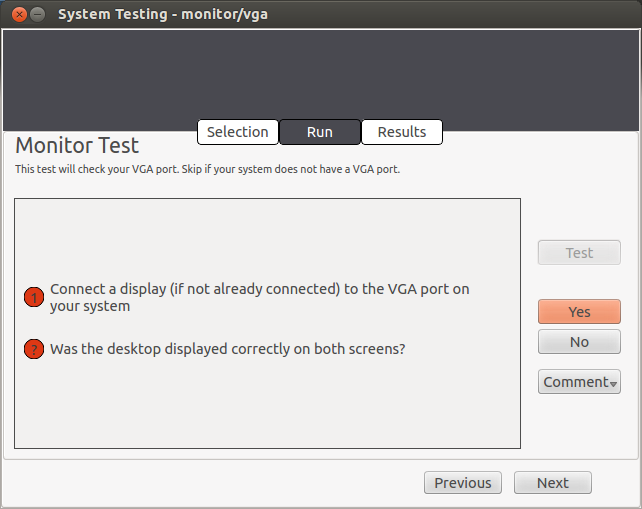 System Testing - monitor/vga
Selection
Run
Results
Monitor Test
This test will check your VGA port. Skip if your system does not have a VGA port.
1
Connect a display (if not already connected) to the VGA port on
your system
? Was the desktop displayed correctly on both screens?
Test
Yes
No
Comment
Previous
Next